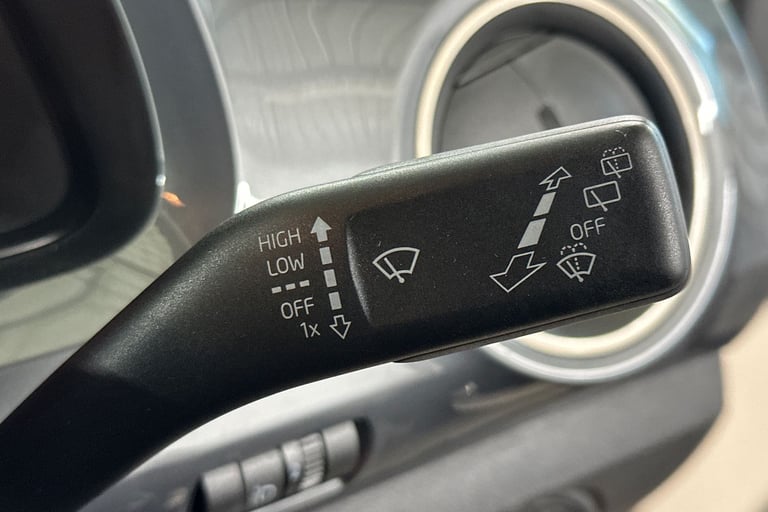 HIGH
LOW
---
OFF
1x
OFF